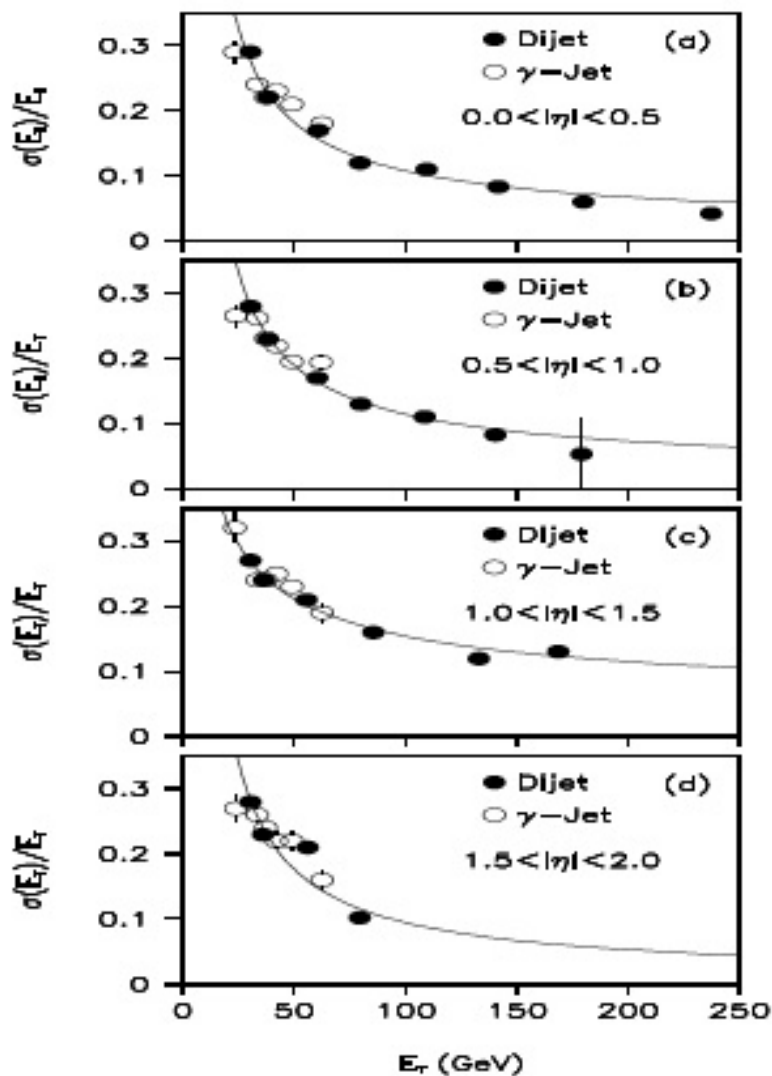 0.3
0.2
0.1
0
σ(E_T)/E_T
Dijet
γ-Jet
(a)
0.0<|η|<0.5
0.3
0.2
0.1
0
σ(E_T)/E_T
Dijet
γ-Jet
(b)
0.5<|η|<1.0
0.3
0.2
0.1
0
σ(E_T)/E_T
Dijet
γ-Jet
(c)
1.0<|η|<1.5
0.3
0.2
0.1
0
σ(E_T)/E_T
Dijet
γ-Jet
(d)
1.5<|η|<2.0
0 50 100 150 200 250
E_T (GeV)